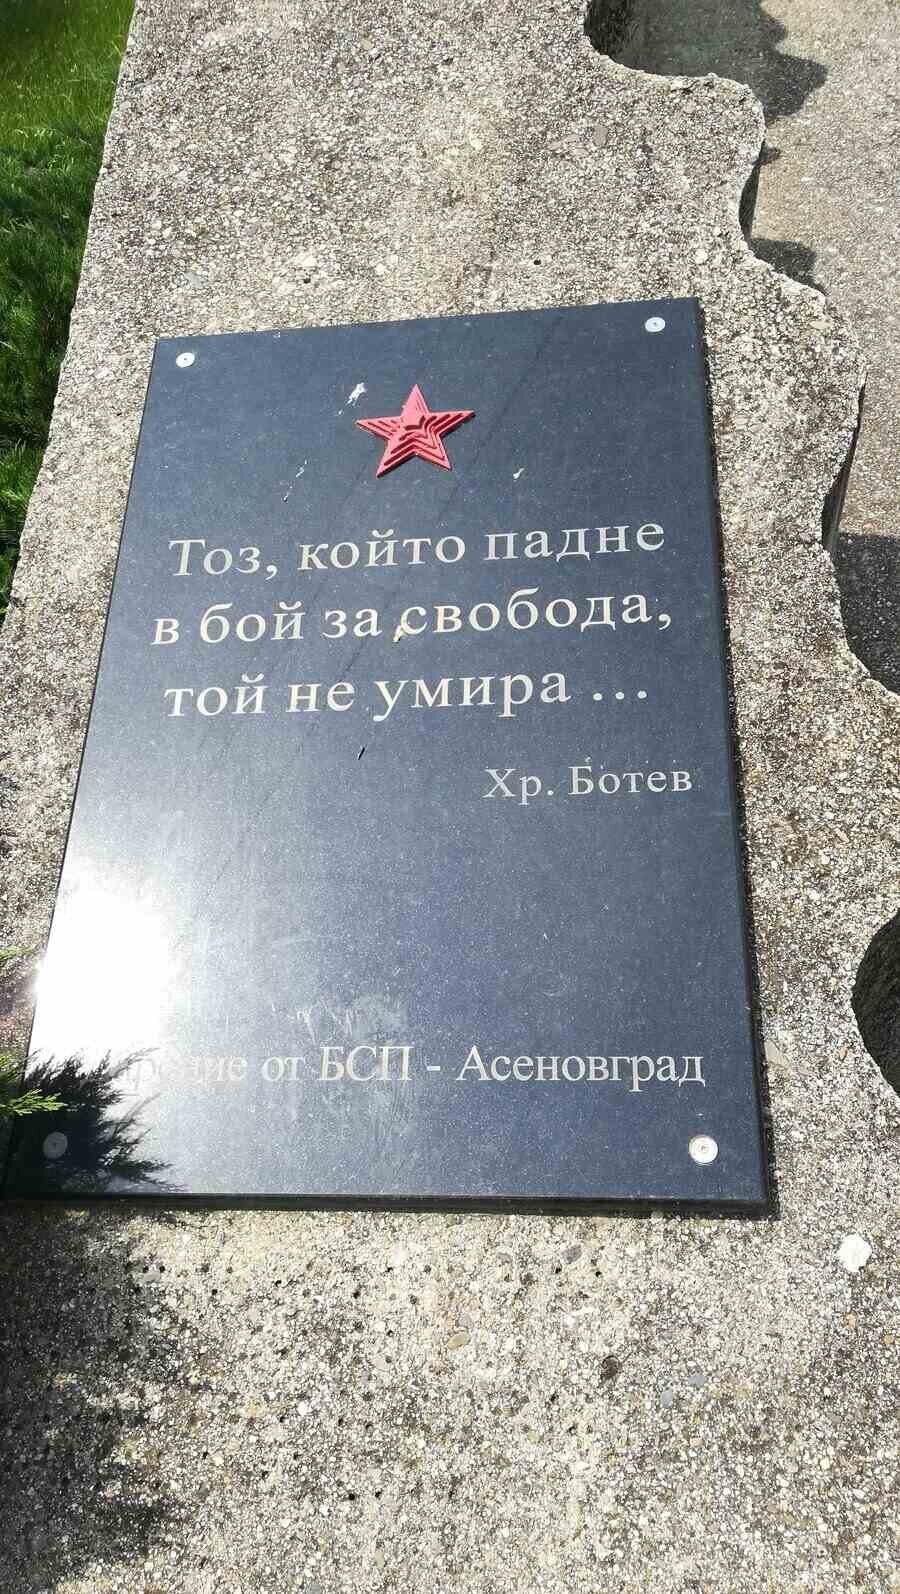 Тоз, който падне
в бой за свобода,
той не умира ...
Хр. Ботев
от БСП - Асеновград